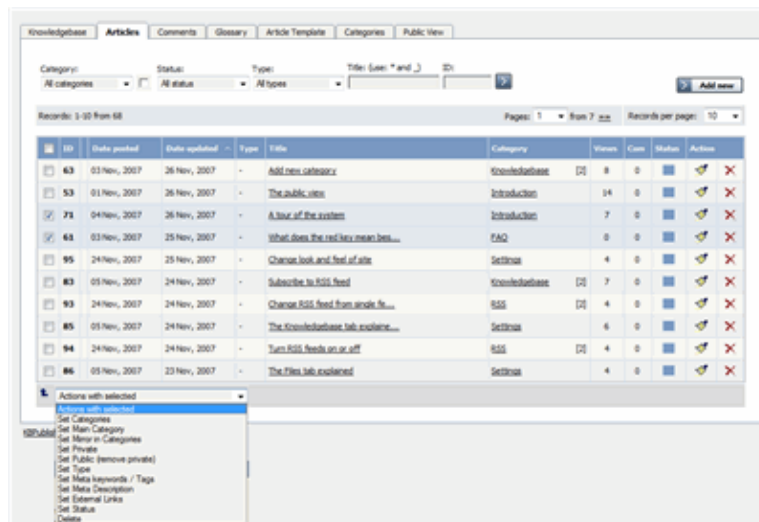 Knowledgebase Articles Comments Glossary Article Template Categories Public View
Category: Status: Type: Title: (use: * and _) ID:
All categories All status All types Add new
Records: 1-10 from 68 Pages: 1 from 7 >> Records per page: 10
ID Date posted Date updated Type Title Category Views Com Status Action
63 03 Nov, 2007 26 Nov, 2007 - Add new category Knowledgebase [2] 8 0
53 01 Nov, 2007 26 Nov, 2007 - The public view Introduction 14 0
71 04 Nov, 2007 26 Nov, 2007 - A tour of the system Introduction 7 0
61 03 Nov, 2007 25 Nov, 2007 - What does the red key mean bes.... FAQ 0 0
95 25 Nov, 2007 25 Nov, 2007 - Change look and feel of site Settings 4 0
83 05 Nov, 2007 24 Nov, 2007 - Subscribe to RSS feed Knowledgebase [2] 7 0
93 24 Nov, 2007 24 Nov, 2007 - Change RSS feed from single fe.... RSS [2] 4 0
85 05 Nov, 2007 24 Nov, 2007 - The Knowledgebase tab explaine.... Settings 6 0
94 24 Nov, 2007 24 Nov, 2007 - Turn RSS feeds on or off RSS [2] 4 0
86 05 Nov, 2007 23 Nov, 2007 - The Files tab explained Settings 4 0
Actions with selected
Actions with selected
Set Categories
KBPublis Set Main Category
Set Mirror in Categories
Set Private
Set Public (remove private)
Set Type
Set Meta keywords / Tags
Set Meta Description
Set External Links
Set Status
Delete